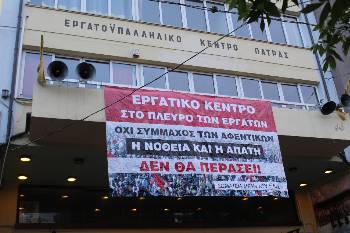 ΕΡΓΑΤΟΫΠΑΛΛΗΛΙΚΟ ΚΕΝΤΡΟ ΠΑΤΡΑΣ
ΕΡΓΑΤΙΚΟ ΚΕΝΤΡΟ
ΣΤΟ ΠΛΕΥΡΟ ΤΩΝ ΕΡΓΑΤΩΝ
ΟΧΙ ΣΥΜΜΑΧΟΣ ΤΩΝ ΑΦΕΝΤΙΚΩΝ
Η ΝΟΘΕΙΑ ΚΑΙ Η ΑΠΑΤΗ
ΔΕΝ ΘΑ ΠΕΡΑΣΕΙ!!